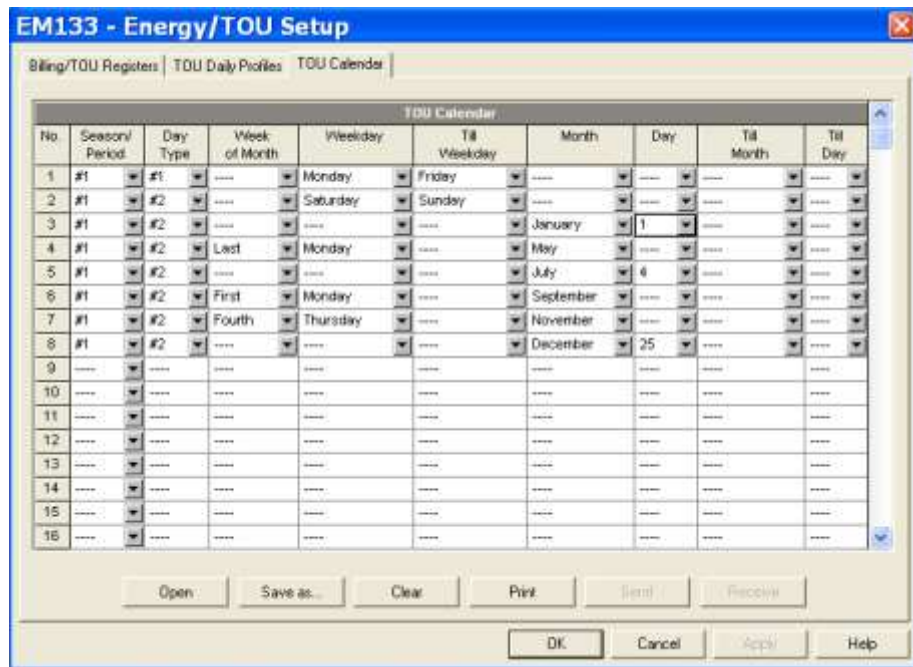 EM133 - Energy/TOU Setup
Billing/TOU Registers TOU Daily Profiles TOU Calendar
TOU Calendar
No. Season/ Period Day Type Week of Month Weekday Till Weekday Month Day Till Month Till Day
1 #1 #1 ---- Monday Friday ---- ---- ---- ----
2 #1 #2 ---- Saturday Sunday ---- ---- ---- ----
3 #1 #2 ---- ---- ---- January 1 ---- ----
4 #1 #2 Last Monday ---- May ---- ---- ----
5 #1 #2 ---- ---- ---- July 4 ---- ----
6 #1 #2 First Monday ---- September ---- ---- ----
7 #1 #2 Fourth Thursday ---- November ---- ---- ----
8 #1 #2 ---- ---- ---- December 25 ---- ----
9 ---- ---- ---- ---- ---- ---- ---- ---- ----
10 ---- ---- ---- ---- ---- ---- ---- ---- ----
11 ---- ---- ---- ---- ---- ---- ---- ---- ----
12 ---- ---- ---- ---- ---- ---- ---- ---- ----
13 ---- ---- ---- ---- ---- ---- ---- ---- ----
14 ---- ---- ---- ---- ---- ---- ---- ---- ----
15 ---- ---- ---- ---- ---- ---- ---- ---- ----
16 ---- ---- ---- ---- ---- ---- ---- ---- ----
Open Save as... Clear Print Send Receive
OK Cancel Apply Help